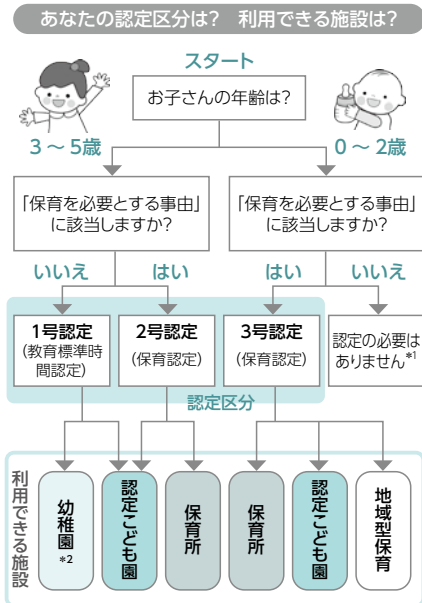 あなたの認定区分は? 利用できる施設は?
スタート
お子さんの年齢は?
3～5歳
0～2歳
「保育を必要とする事由」
に該当しますか?
「保育を必要とする事由」
に該当しますか?
いいえ
はい
はい
いいえ
1号認定
(教育標準時
間認定)
2号認定
(保育認定)
3号認定
(保育認定)
認定の必要は
ありません*1
認定区分
利用できる施設
幼稚園
*2
認定こども園
保育所
保育所
認定こども園
地域型保育